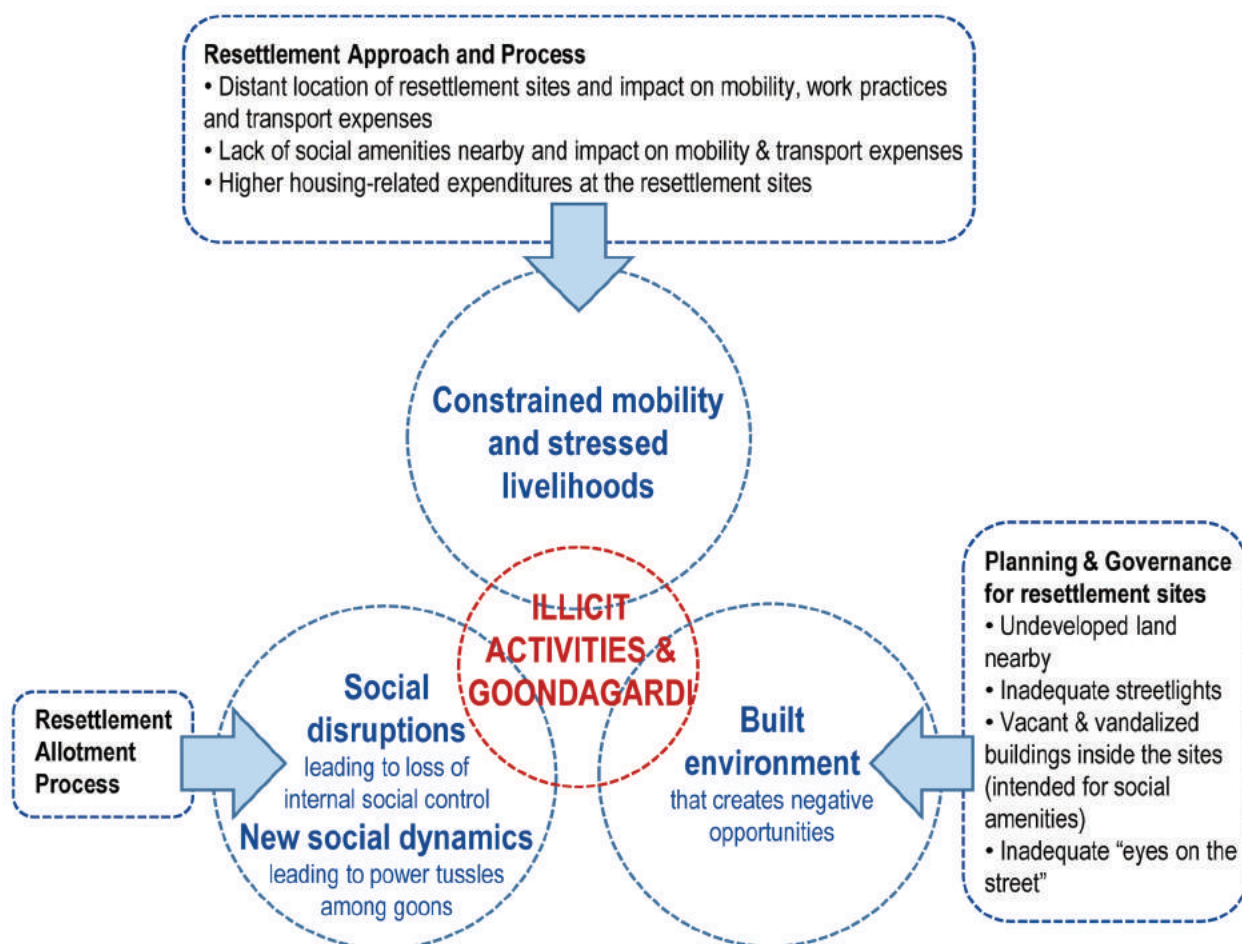 Resettlement Approach and Process
• Distant location of resettlement sites and impact on mobility, work practices
and transport expenses
• Lack of social amenities nearby and impact on mobility & transport expenses
• Higher housing-related expenditures at the resettlement sites
Constrained mobility
and stressed
livelihoods
ILLICIT
ACTIVITIES &
GOONDAGARDI
Resettlement
Allotment
Process
Social
disruptions
leading to loss of
internal social control
New social dynamics
leading to power tussles
among goons
Built
environment
that creates negative
opportunities
Planning & Governance
for resettlement sites
• Undeveloped land
nearby
• Inadequate streetlights
• Vacant & vandalized
buildings inside the sites
(intended for social
amenities)
• Inadequate “eyes on the
street”